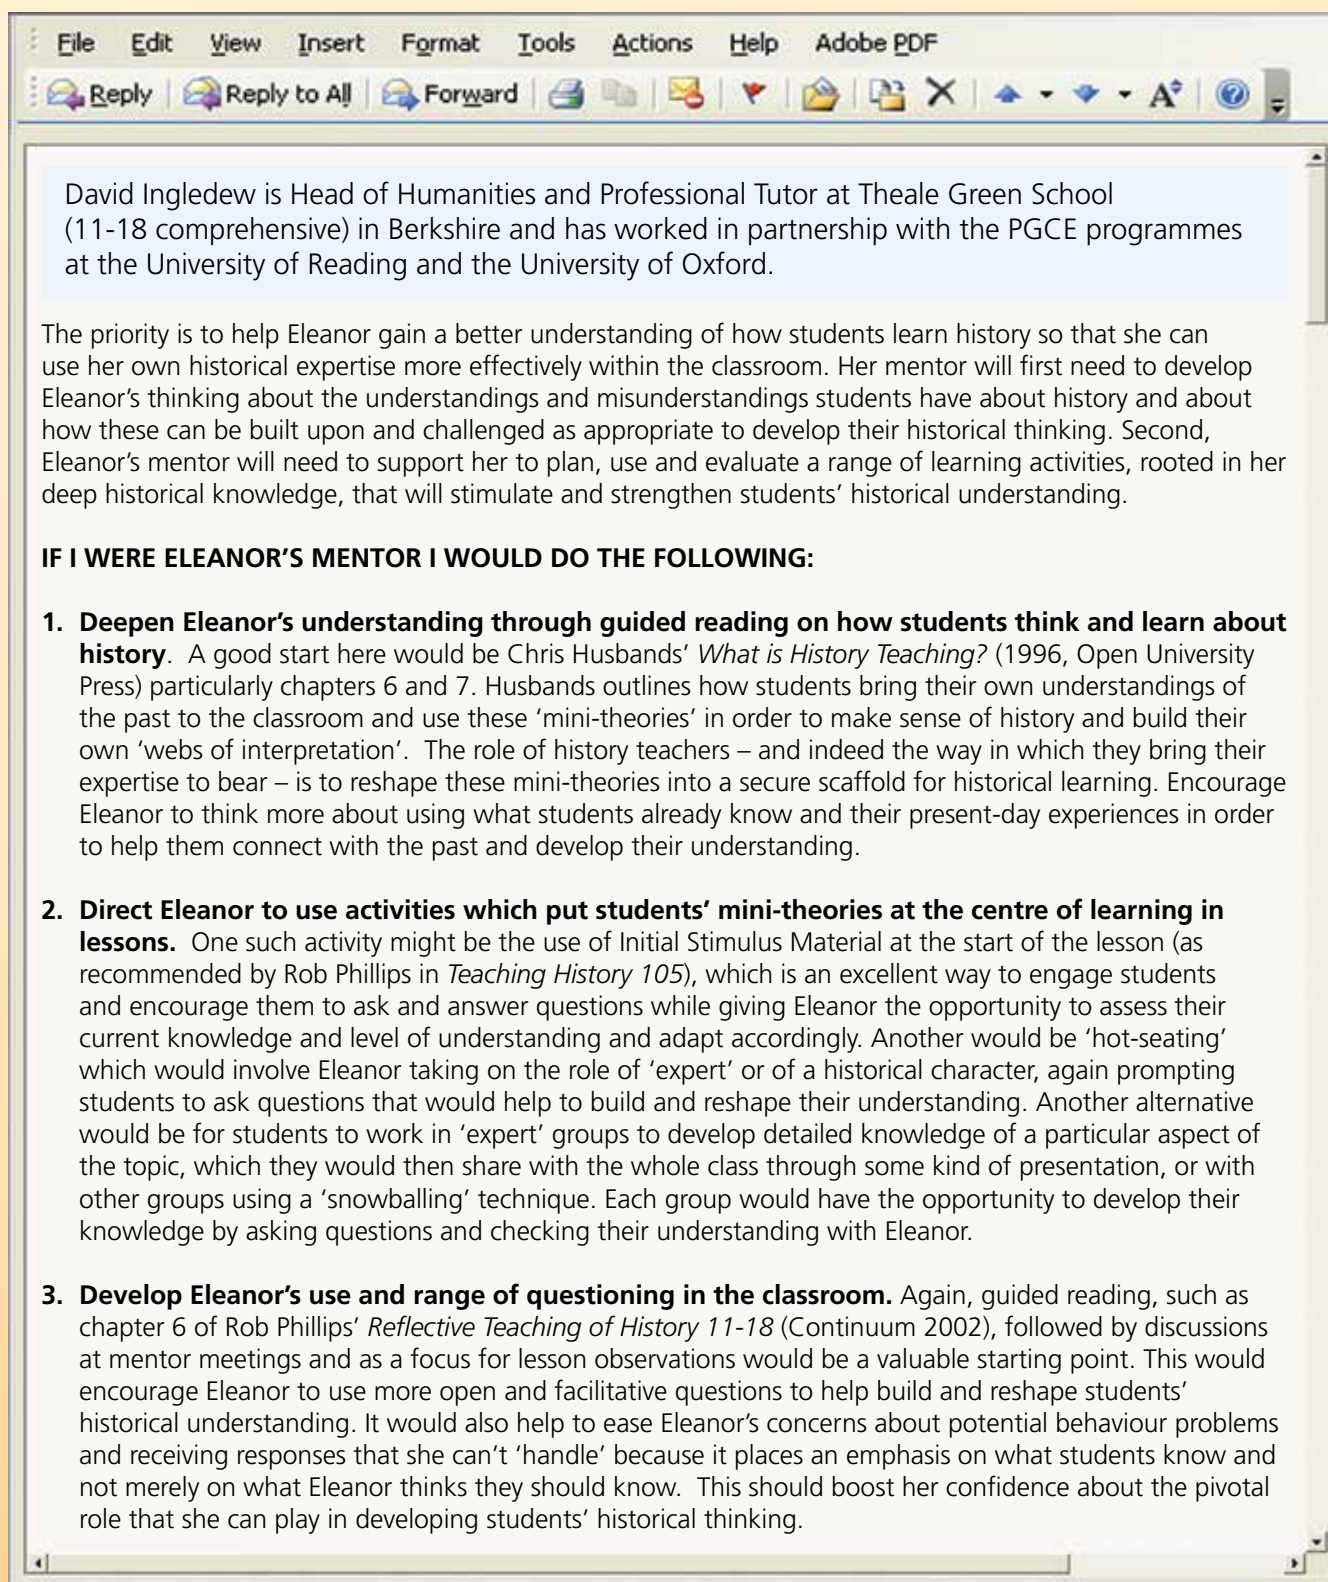 File Edit View Insert Format Tools Actions Help Adobe PDF
Reply Reply to All Forward
David Ingledew is Head of Humanities and Professional Tutor at Theale Green School
(11-18 comprehensive) in Berkshire and has worked in partnership with the PGCE programmes
at the University of Reading and the University of Oxford.
The priority is to help Eleanor gain a better understanding of how students learn history so that she can
use her own historical expertise more effectively within the classroom. Her mentor will first need to develop
Eleanor's thinking about the understandings and misunderstandings students have about history and about
how these can be built upon and challenged as appropriate to develop their historical thinking. Second,
Eleanor's mentor will need to support her to plan, use and evaluate a range of learning activities, rooted in her
deep historical knowledge, that will stimulate and strengthen students' historical understanding.
IF I WERE ELEANOR'S MENTOR I WOULD DO THE FOLLOWING:
1. Deepen Eleanor's understanding through guided reading on how students think and learn about
history. A good start here would be Chris Husbands' What is History Teaching? (1996, Open University
Press) particularly chapters 6 and 7. Husbands outlines how students bring their own understandings of
the past to the classroom and use these 'mini-theories' in order to make sense of history and build their
own 'webs of interpretation'. The role of history teachers – and indeed the way in which they bring their
expertise to bear – is to reshape these mini-theories into a secure scaffold for historical learning. Encourage
Eleanor to think more about using what students already know and their present-day experiences in order
to help them connect with the past and develop their understanding.
2. Direct Eleanor to use activities which put students' mini-theories at the centre of learning in
lessons. One such activity might be the use of Initial Stimulus Material at the start of the lesson (as
recommended by Rob Phillips in Teaching History 105), which is an excellent way to engage students
and encourage them to ask and answer questions while giving Eleanor the opportunity to assess their
current knowledge and level of understanding and adapt accordingly. Another would be 'hot-seating'
which would involve Eleanor taking on the role of 'expert' or of a historical character, again prompting
students to ask questions that would help to build and reshape their understanding. Another alternative
would be for students to work in 'expert' groups to develop detailed knowledge of a particular aspect of
the topic, which they would then share with the whole class through some kind of presentation, or with
other groups using a 'snowballing' technique. Each group would have the opportunity to develop their
knowledge by asking questions and checking their understanding with Eleanor.
3. Develop Eleanor's use and range of questioning in the classroom. Again, guided reading, such as
chapter 6 of Rob Phillips' Reflective Teaching of History 11-18 (Continuum 2002), followed by discussions
at mentor meetings and as a focus for lesson observations would be a valuable starting point. This would
encourage Eleanor to use more open and facilitative questions to help build and reshape students'
historical understanding. It would also help to ease Eleanor's concerns about potential behaviour problems
and receiving responses that she can't 'handle' because it places an emphasis on what students know and
not merely on what Eleanor thinks they should know. This should boost her confidence about the pivotal
role that she can play in developing students' historical thinking.